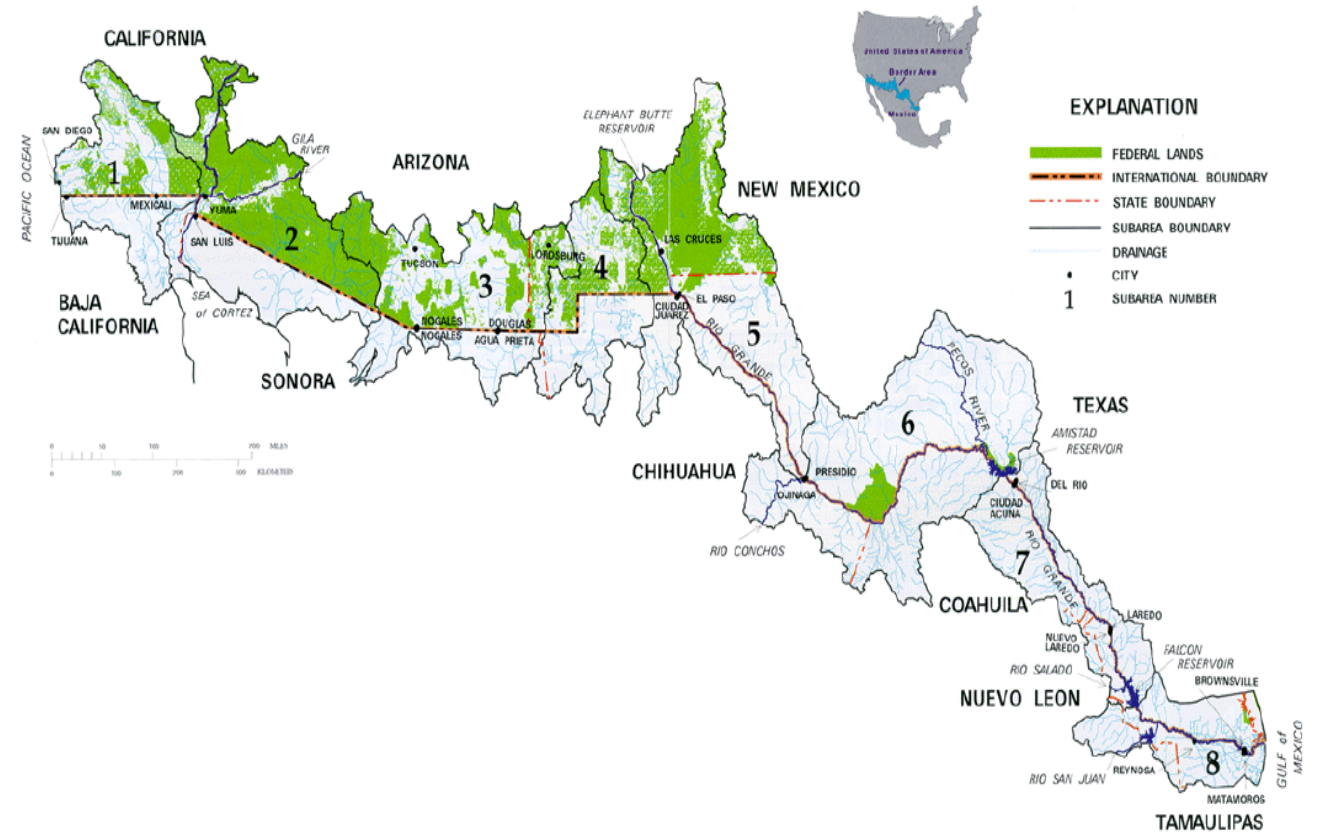 CALIFORNIA
SAN DIEGO
PACIFIC OCEAN
1
MEXICALI
TIJUANA
YUMA
SAN LUIS
GILA
RIVER
2
BAJA
CALIFORNIA
SEA
of CORTEZ
SONORA
ARIZONA
TUCSON
NOGALES
NOGALES
3
DOUGLAS
AGUA PRIETA
LORDSBURG
4
ELEPHANT BUTTE
RESERVOIR
NEW MEXICO
LAS CRUCES
EL PASO
CIUDAD
JUAREZ
RIO GRANDE
5
CHIHUAHUA
PRESIDIO
OJINAGA
RIO CONCHOS
6
PECOS RIVER
TEXAS
AMISTAD
RESERVOIR
DEL RIO
CIUDAD
ACUNA
7
RIO GRANDE
COAHUILA
LAREDO
NUEVO
LAREDO
RIO SALADO
FALCON
RESERVOIR
BROWNSVILLE
NUEVO LEON
RIO SAN JUAN
REYNOSA
8
MATAMOROS
TAMAULIPAS
GULF of
MEXICO
United States of America
Border Area
Mexico
EXPLANATION
FEDERAL LANDS
INTERNATIONAL BOUNDARY
STATE BOUNDARY
SUBAREA BOUNDARY
DRAINAGE
CITY
1 SUBAREA NUMBER
MILES
KILOMETERS